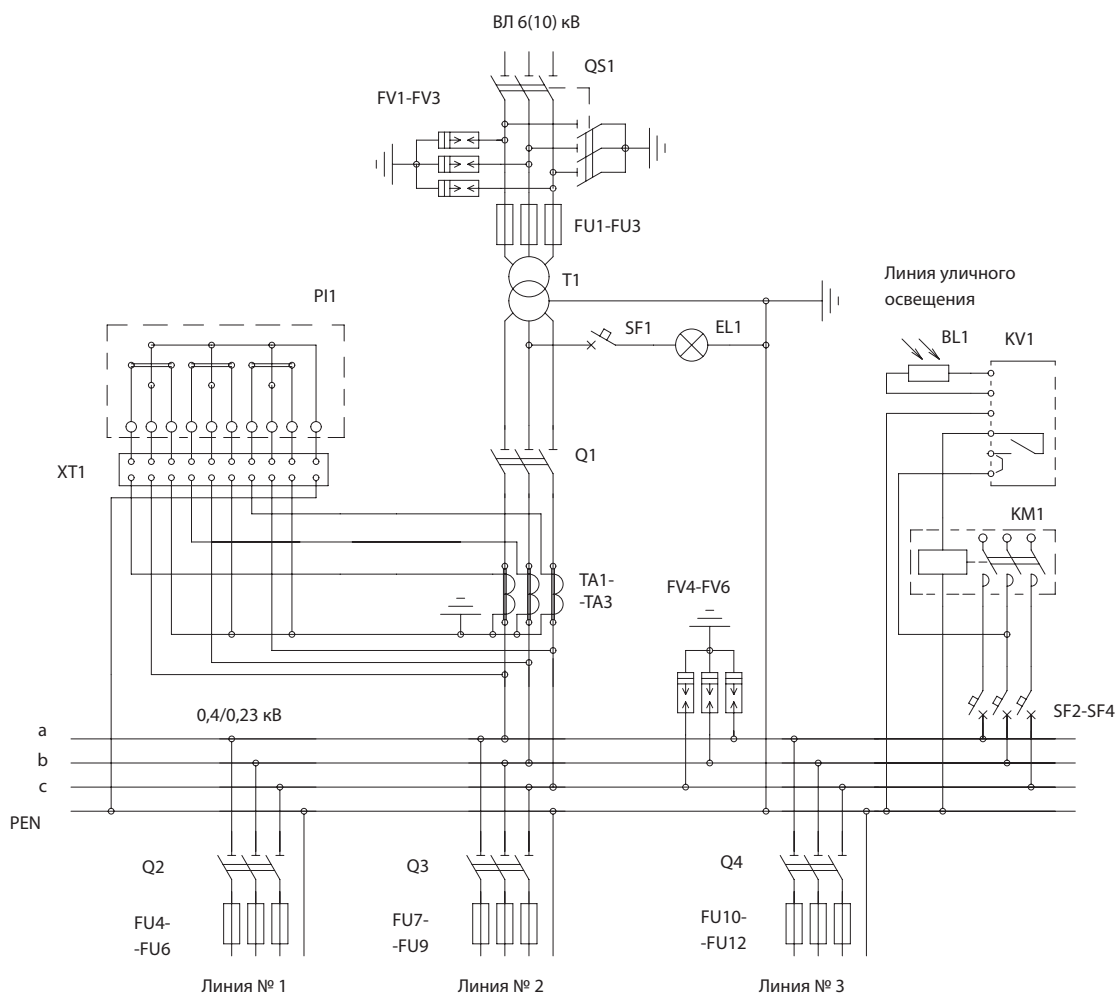 ВЛ 6(10) кВ
QS1
FV1-FV3
FU1-FU3
T1
Линия уличного
освещения
PI1
SF1
EL1
BL1
KV1
Q1
XT1
KM1
TA1-
-TA3
FV4-FV6
0,4/0,23 кВ
SF2-SF4
a
b
c
PEN
Q2
Q3
Q4
FU4-
-FU6
FU7-
-FU9
FU10-
-FU12
Линия № 1
Линия № 2
Линия № 3